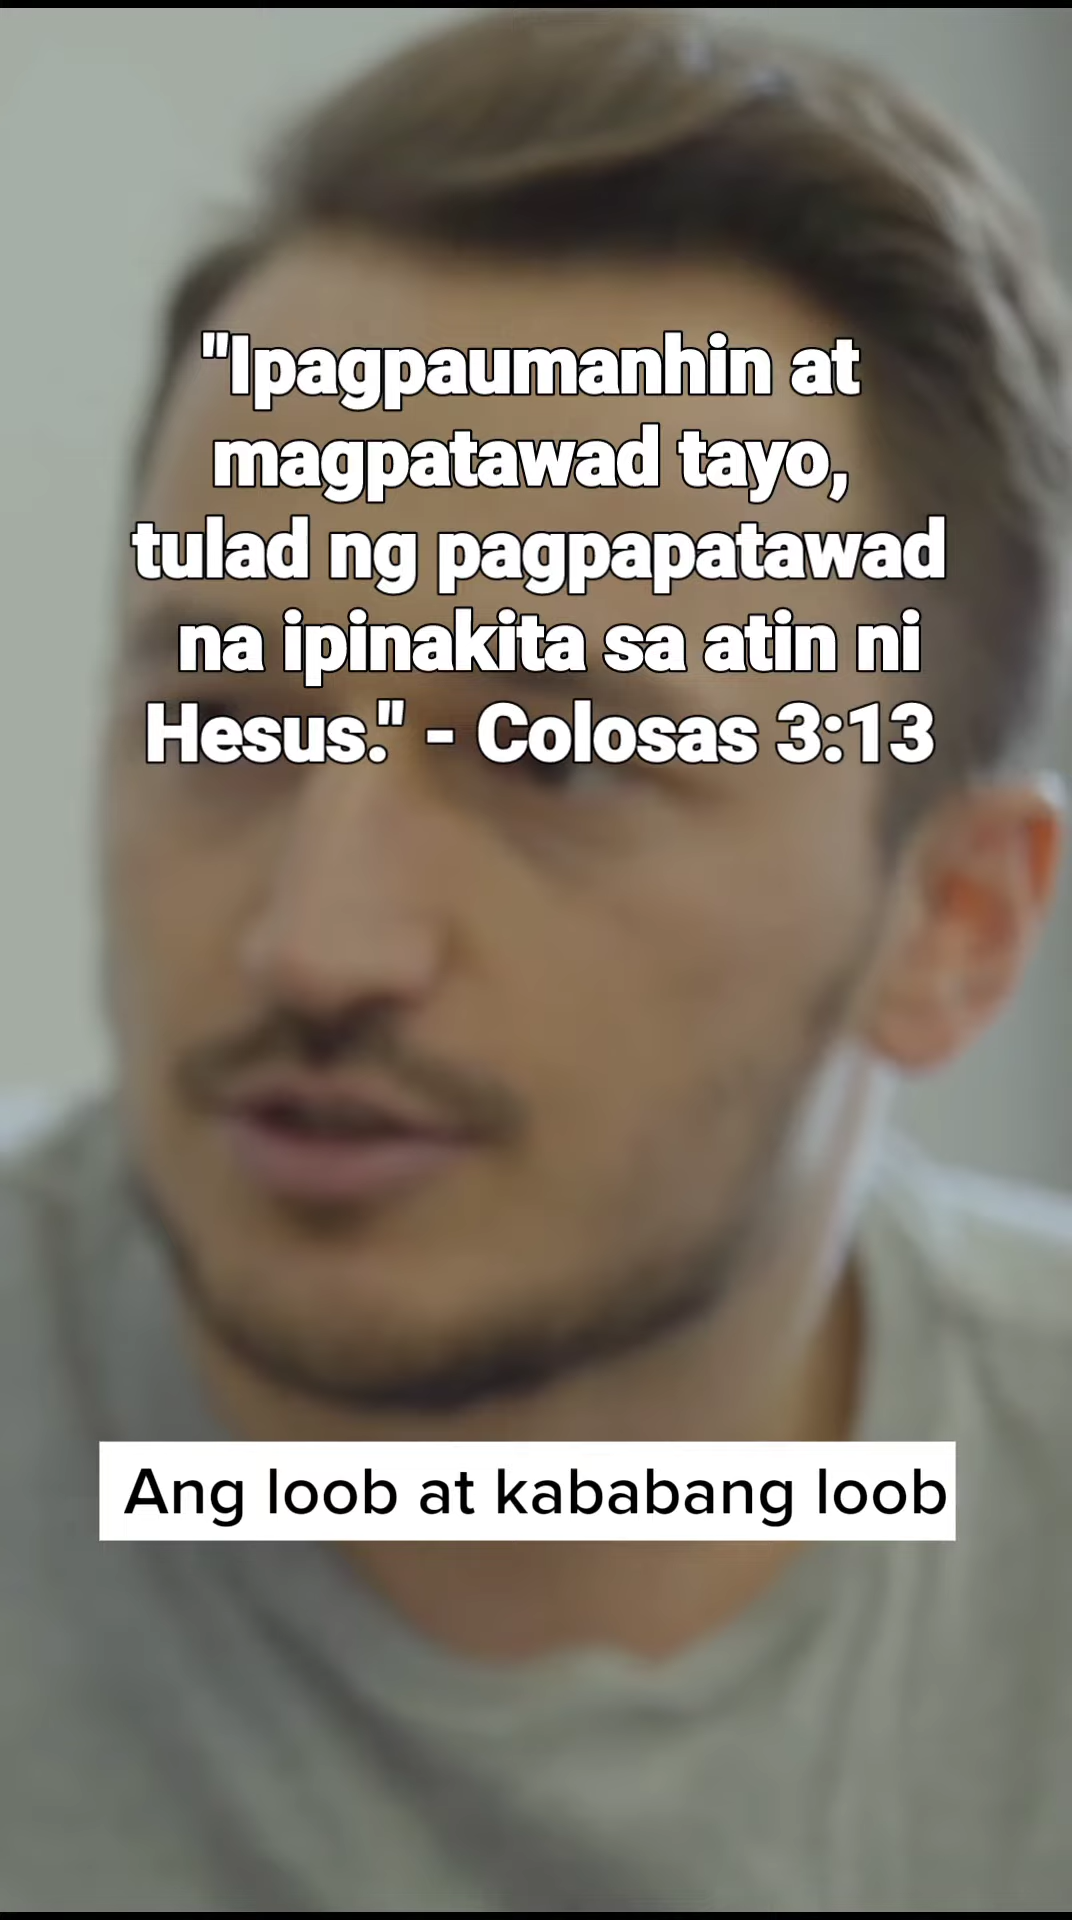 "Ipagpaumanhin at
magpatawad tayo,
tulad ng pagpapatawad
na ipinakita sa atin ni
Hesus." - Colosas 3:13
Ang loob at kababang loob